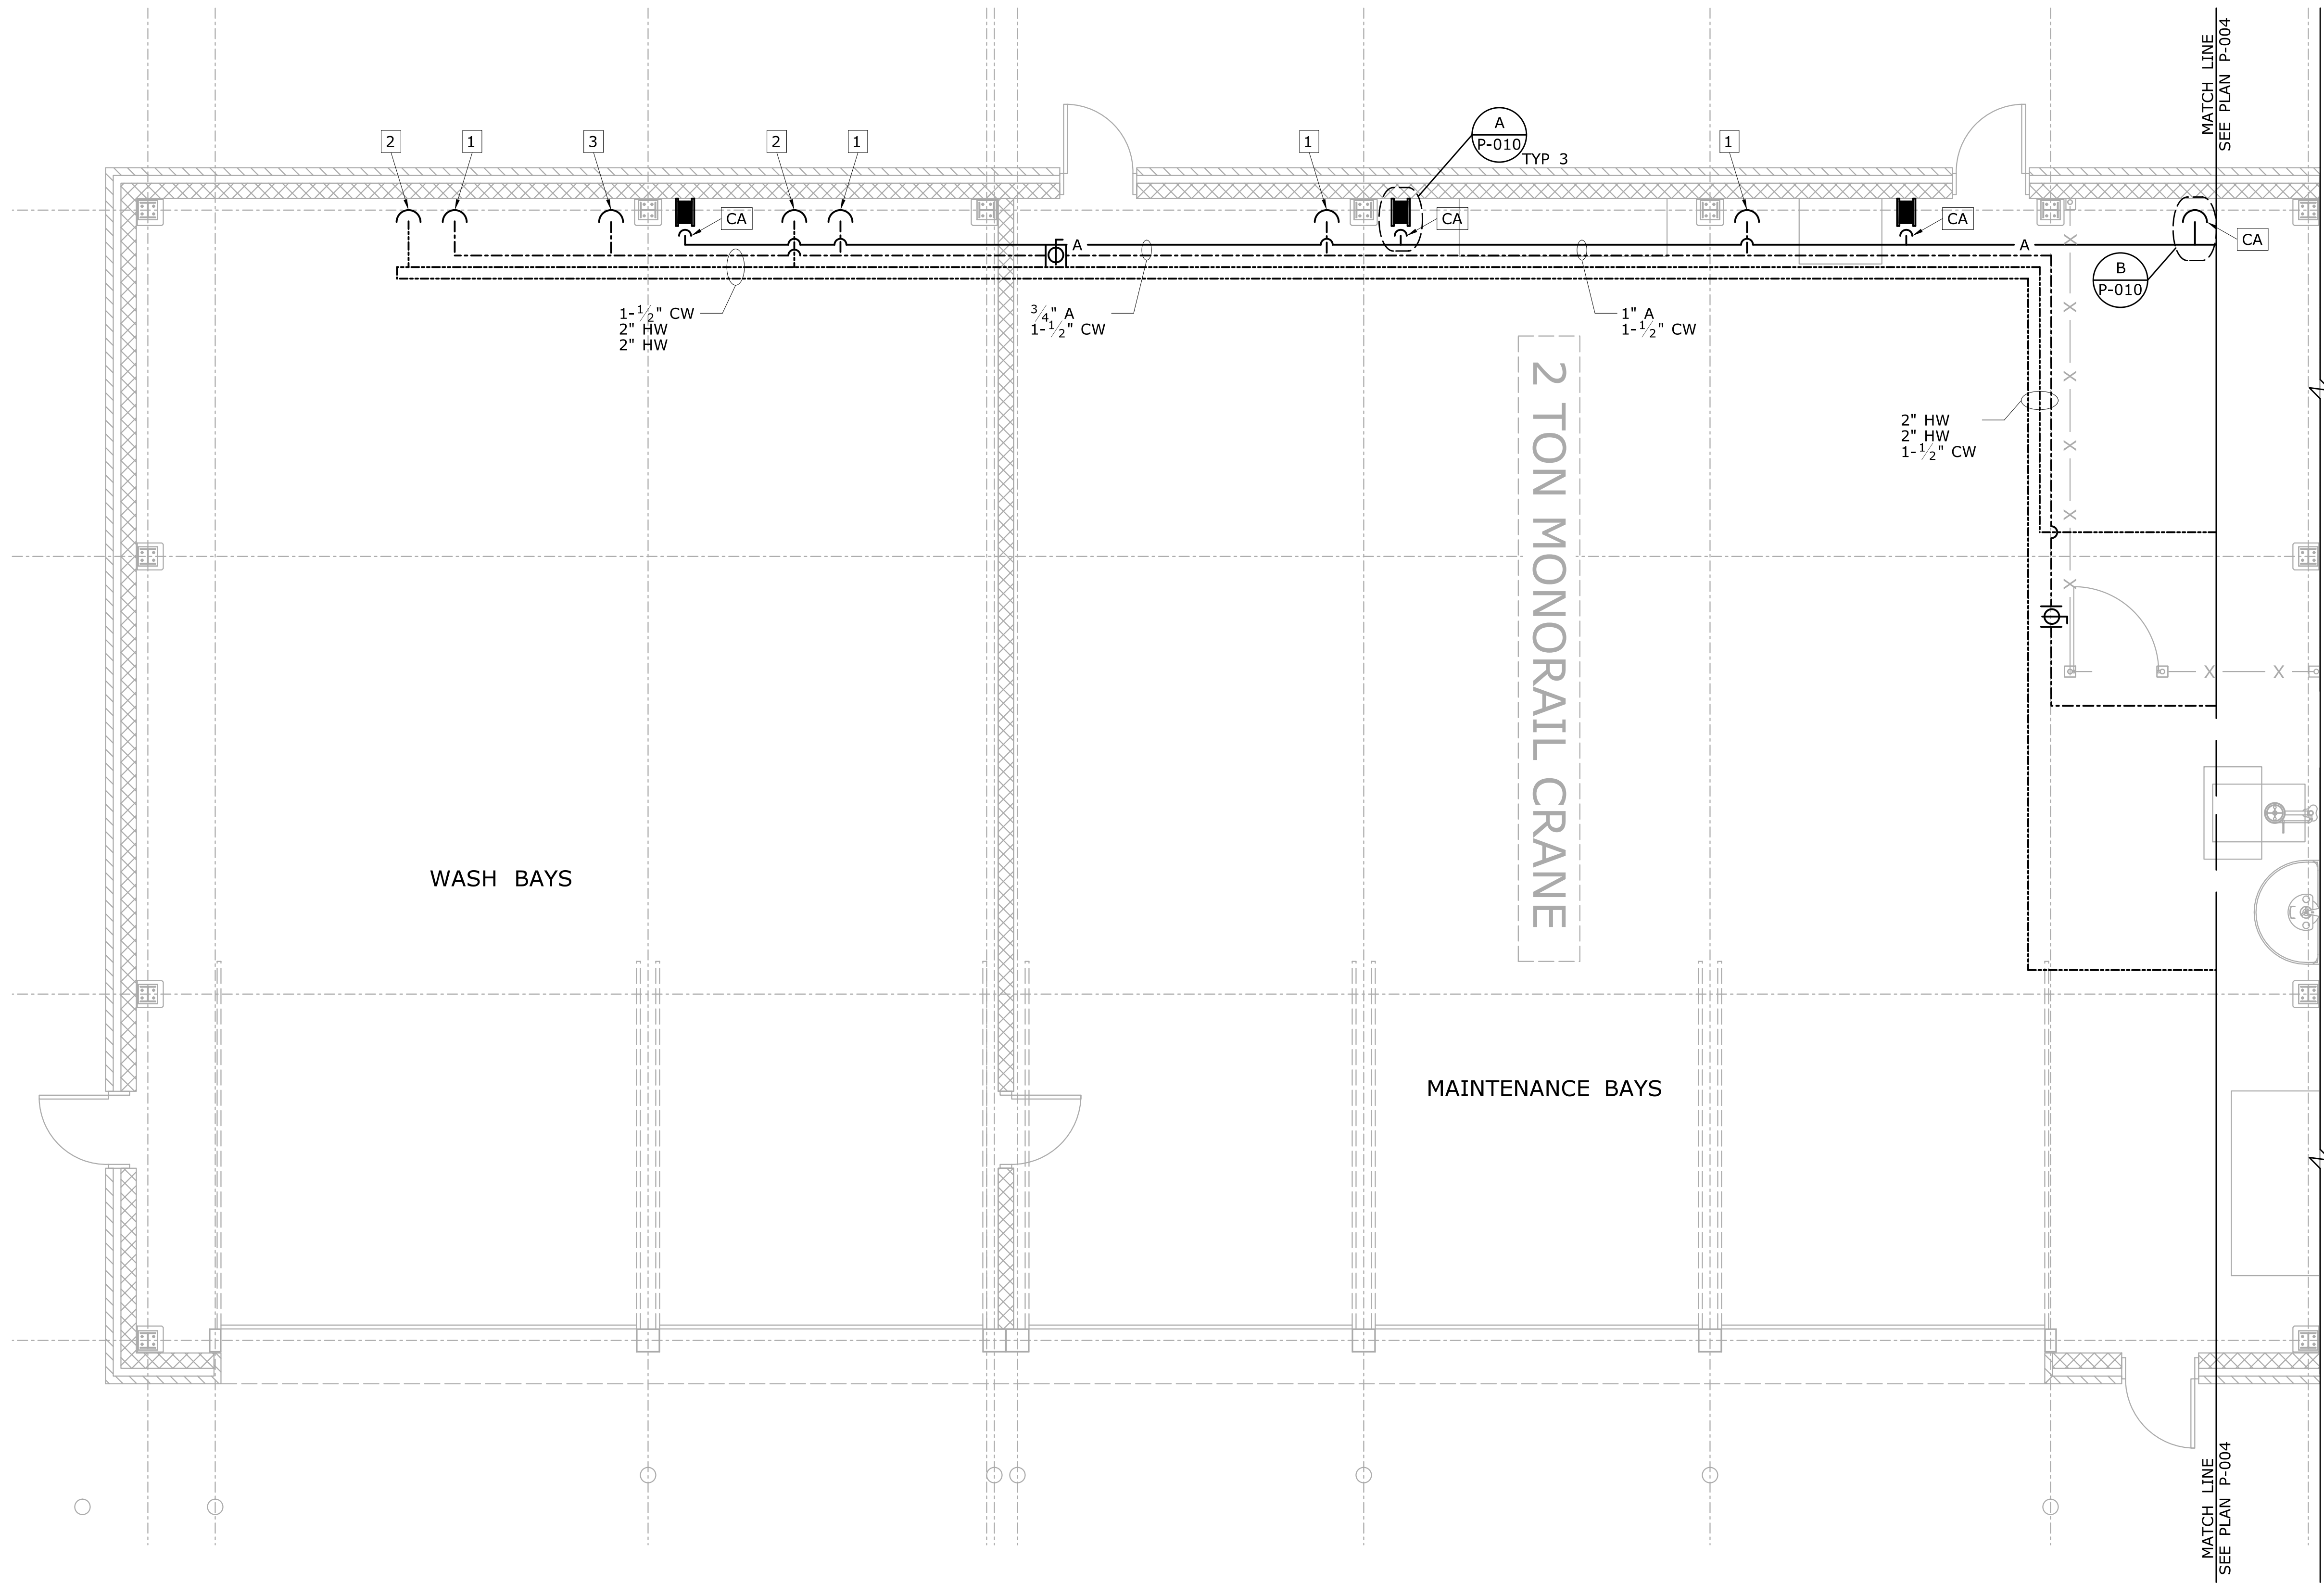 MATCH LINE
SEE PLAN P-004
2
1
3
2
1
1
A
P-010
TYP 3
1
CA
CA
CA
CA
A
A
B
P-010
1-1/2" CW
2" HW
2" HW
3/4" A
1-1/2" CW
1" A
1-1/2" CW
2" HW
2" HW
1-1/2" CW
X
X
X
X
X
X
X
X
2 TON MONORAIL CRANE
WASH BAYS
MAINTENANCE BAYS
MATCH LINE
SEE PLAN P-004